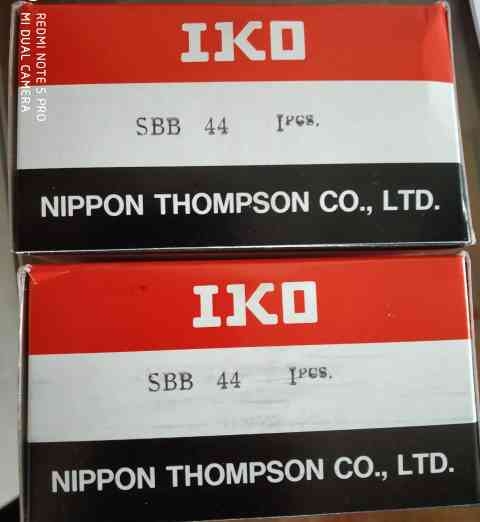 IKO
SBB 44 1PCS.
NIPPON THOMPSON CO., LTD.
IKO
SBB 44 1PCS.
NIPPON THOMPSON CO., LTD.
REDMI NOTE 5 PRO
MI DUAL CAMERA